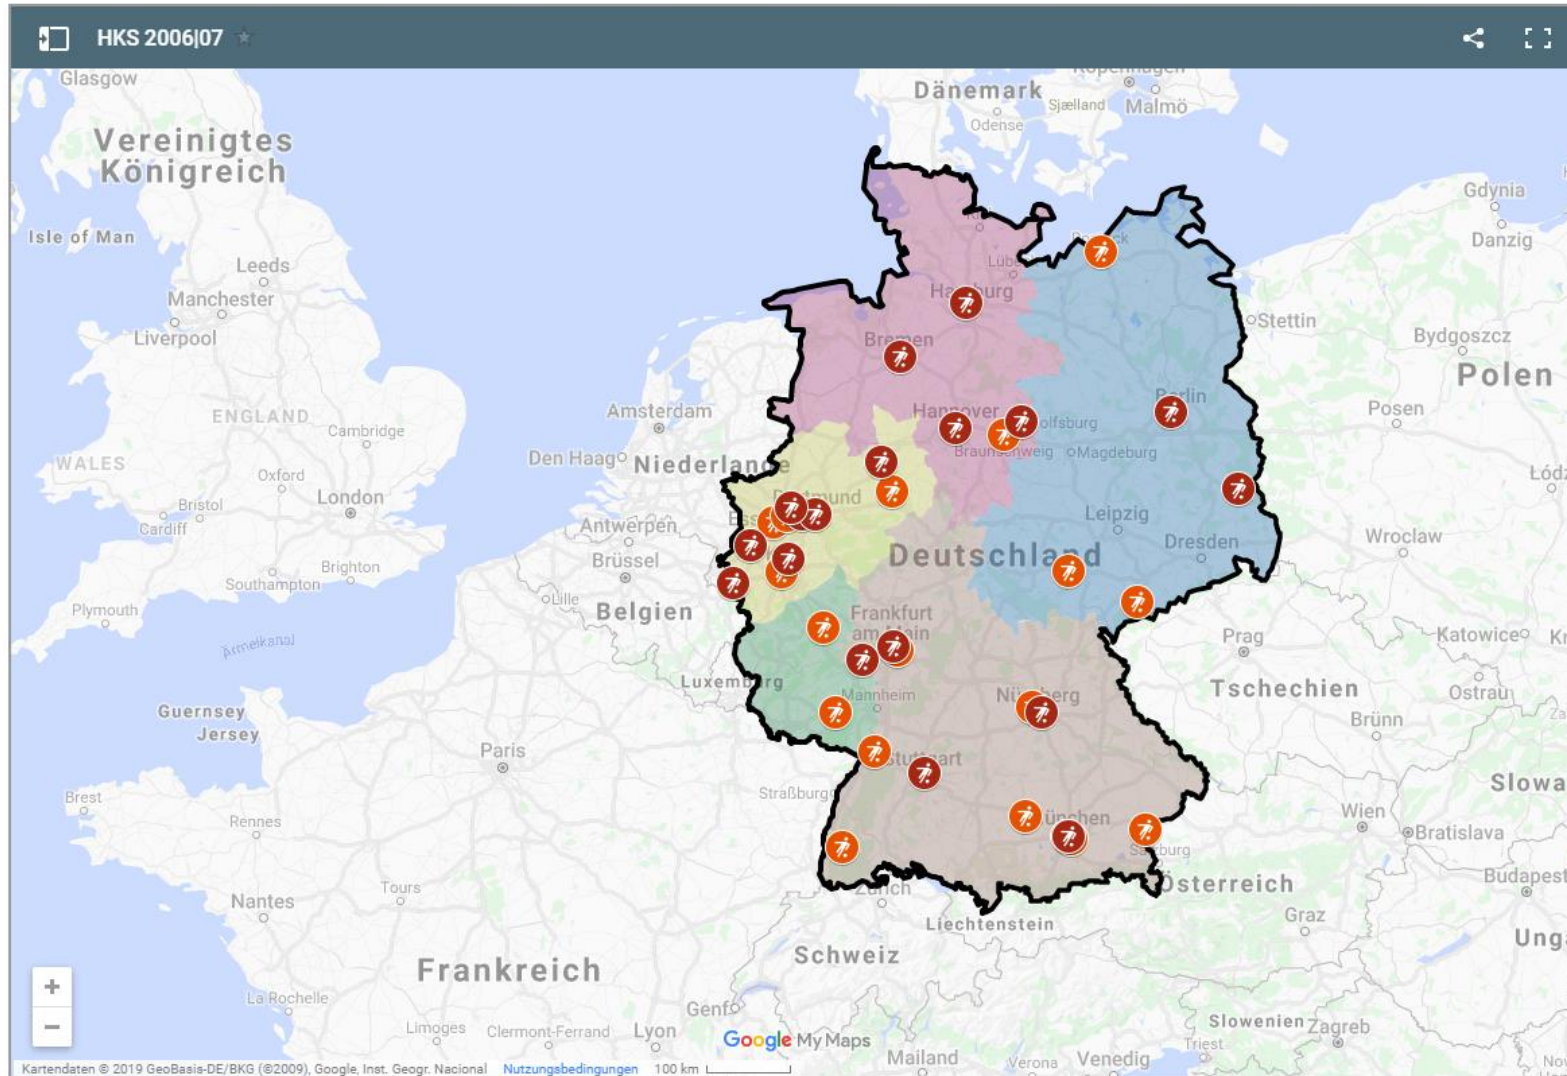 HKS 2006|07
Glasgow
Kopenhagen
Dänemark
Sjælland
Malmö
Odense
Vereinigtes
Königreich
Gdynia
Isle of Man
Danzig
Leeds
Manchester
Hamburg
Stettin
Liverpool
Bremen
Bydgoszcz
Polen
Berlin
Amsterdam
Hannover
Posen
ENGLAND
Cambridge
Wolfsburg
Braunschweig
Magdeburg
WALES
Den Haag
Niederlande
Oxford
London
Dortmund
Bristol
Cardiff
Antwerpen
Leipzig
Wroclaw
Brüssel
Deutschland
Dresden
Brighton
Southampton
Lille
Belgien
Plymouth
Frankfurt
am Main
Ärmelkanal
Prag
Katowice
Luxemburg
Mannheim
Nürnberg
Tschechien
Ostrau
Guernsey
Jersey
Brünn
Paris
Stuttgart
Brest
Straßburg
Rennes
München
Wien
Bratislava
Salzburg
Tours
Zürich
Österreich
Budapest
Nantes
Liechtenstein
Graz
Schweiz
Frankreich
La Rochelle
Genf
Limoges
Clermont-Ferrand
Lyon
Slowenien
Zagreb
Google My Maps
Triest
Mailand
Verona
Venedig
Kartendaten © 2019 GeoBasis-DE/BKG (©2009), Google, Inst. Geogr. Nacional
Nutzungsbedingungen
100 km